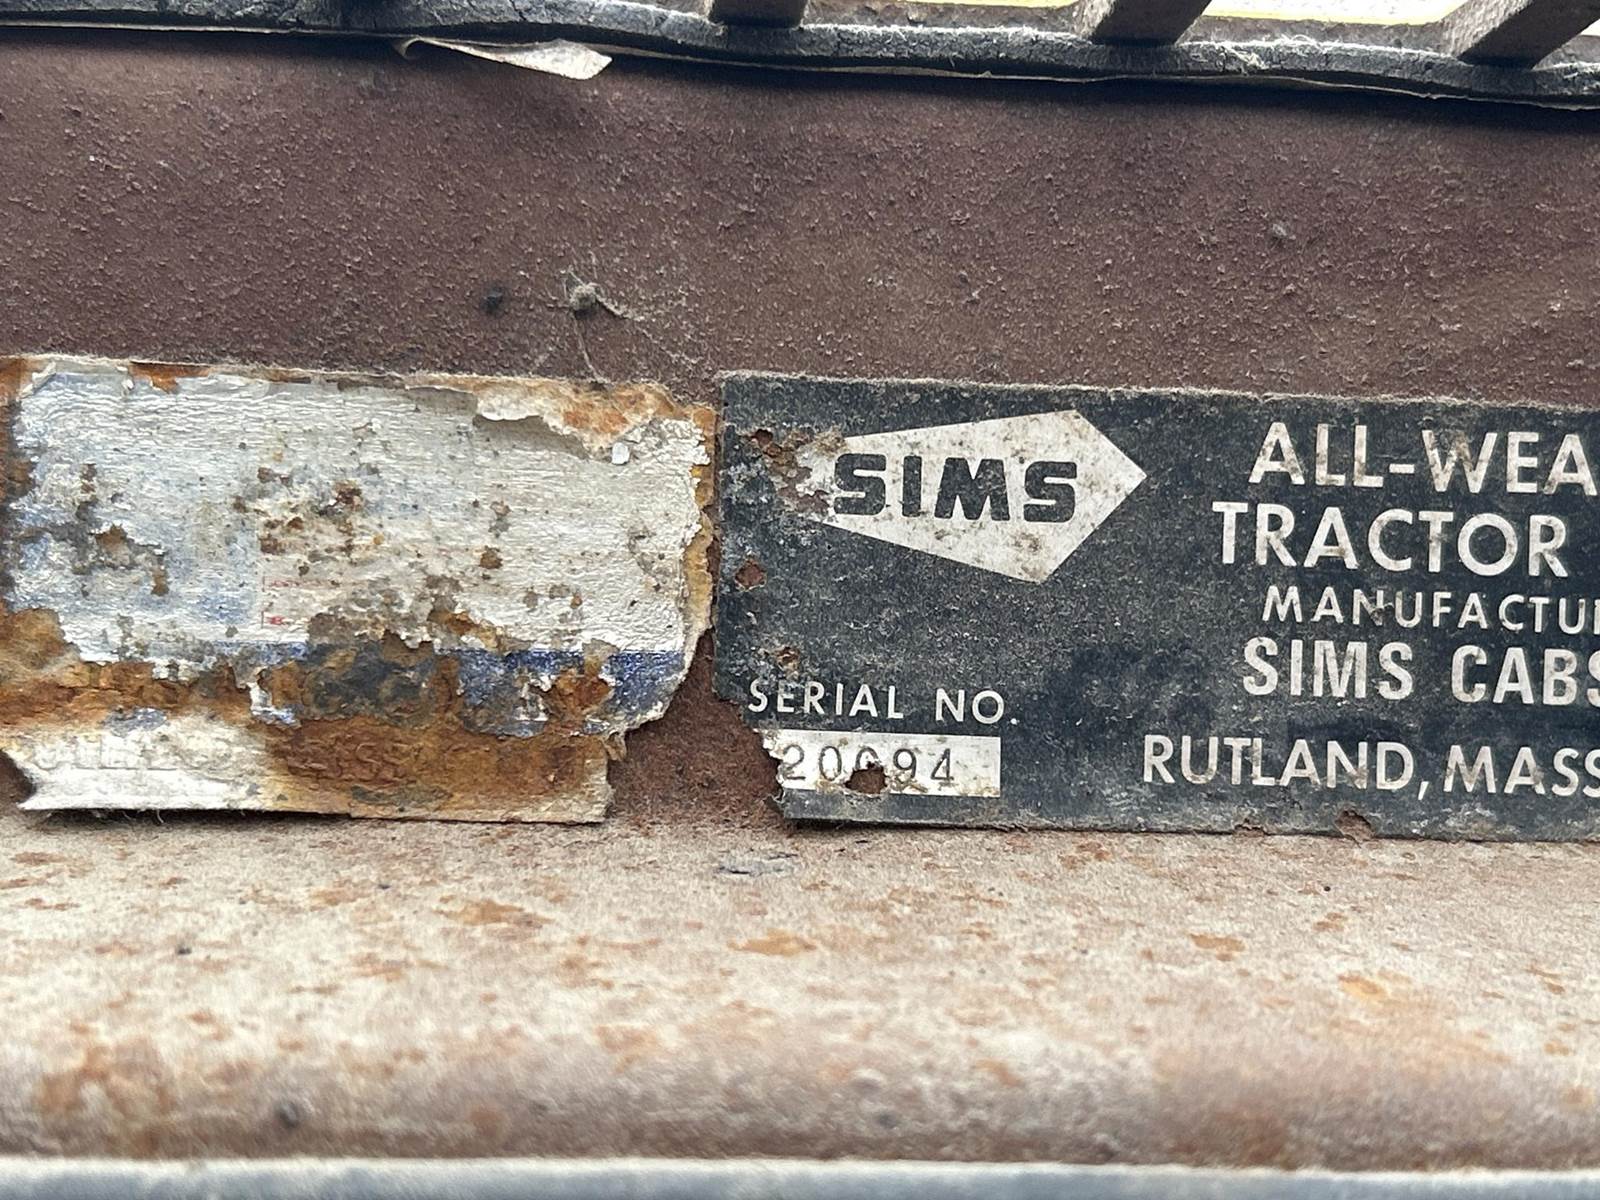 SIMS
ALL-WEA
TRACTOR
MANUFACTU
SIMS CABS
SERIAL NO.
RUTLAND, MASS